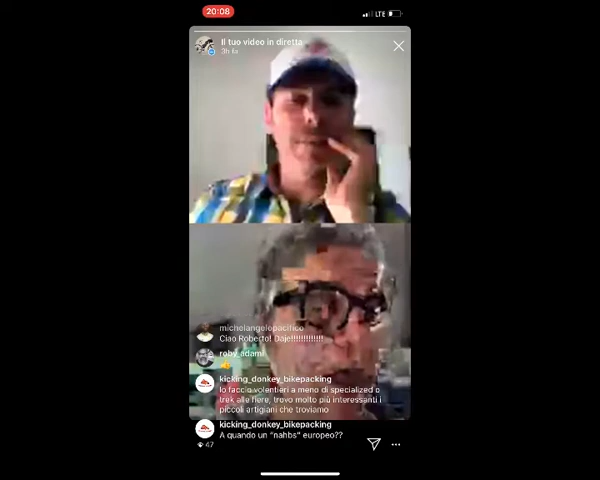 20:08
LTE
Il tuo video in diretta
3h fa
michelangelopacifico
Ciao Roberto! Daje!!!!!!!!!!!!!
roby_adami
kicking_donkey_bikepacking
Io faccio volentieri a meno di specialized o
trek alle fiere, trovo molto più interessanti i
piccoli artigiani che troviamo
kicking_donkey_bikepacking
A quando un "nahbs" europeo??
47